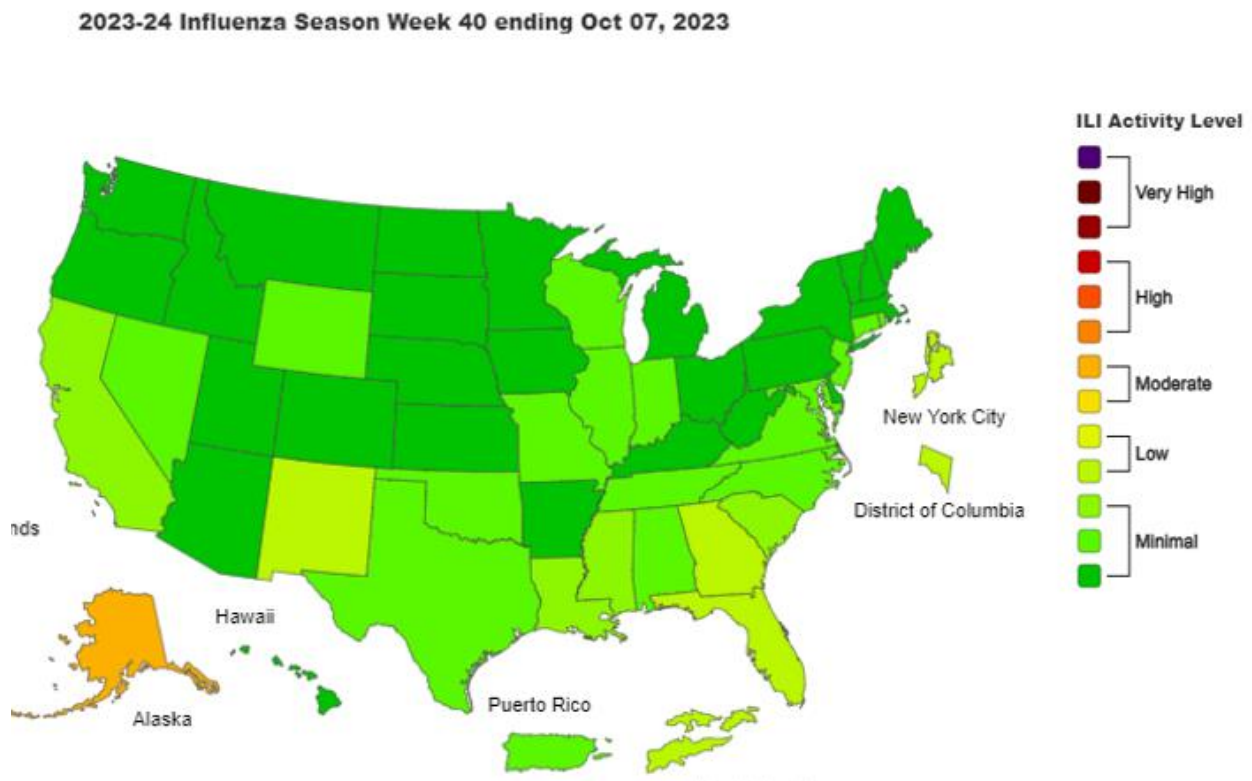 2023-24 Influenza Season Week 40 ending Oct 07, 2023
ILI Activity Level
Very High
High
Moderate
Low
Minimal
New York City
District of Columbia
nds
Hawaii
Alaska
Puerto Rico